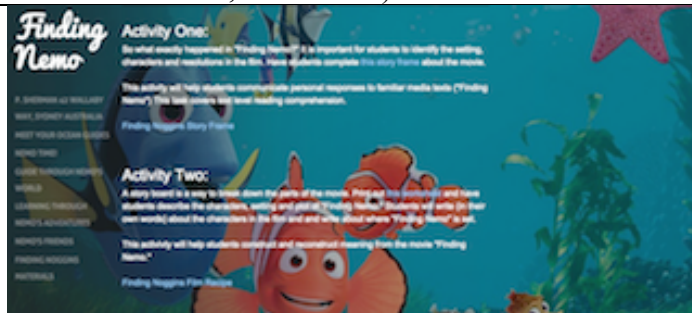 Finding
Nemo
P. SHERMAN 42 WALLABY
WAY, SYDNEY AUSTRALIA
MEET YOUR OCEAN GUIDES
NEMO TIME!
GUIDE THROUGH NEMO'S
WORLD
LEARNING THROUGH
NEMO'S ADVENTURES
NEMO'S FRIENDS
FINDING NOGGINS
MATERIALS
Activity One:
So what exactly happened in "Finding Nemo?" It is important for students to identify the setting,
characters and resolutions in the film. Have students complete this story frame about the movie.
This activity will help students communicate personal responses to familiar media texts ("Finding
Nemo") This task covers text level reading comprehension.
Finding Noggins Story Frame
Activity Two:
A story board is a way to break down the parts of the movie. Print out and have
students describe the characters, setting and plot of "Finding Nemo." Students will write (in their
own words) about the characters in the film and and write about where "Finding Nemo" is set.
This activity will help students construct and reconstruct meaning from the movie "Finding
Nemo."
Finding Noggins Film Recipe